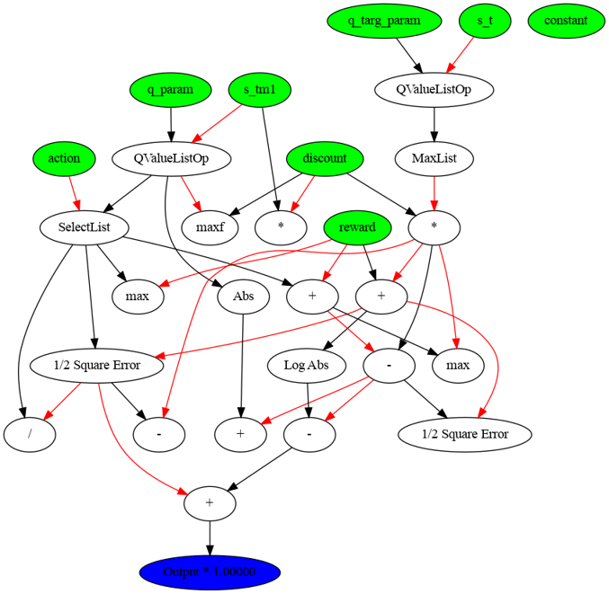 q_targ_param
s_t
constant
q_param
s_tm1
QValueListOp
action
QValueListOp
discount
MaxList
SelectList
maxf
*
reward
*
max
Abs
+
+
1/2 Square Error
Log Abs
-
max
/
-
+
-
1/2 Square Error
+
Output * 1.00000